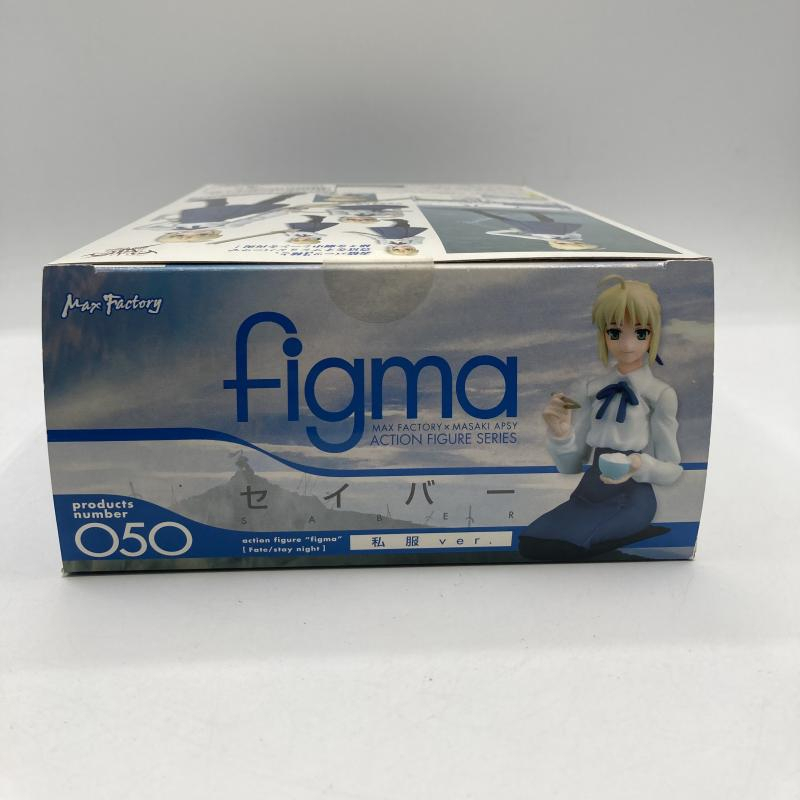 Max Factory
figma
MAX FACTORY × MASAKI APSY
ACTION FIGURE SERIES
セイバー
SABER
products
number
050
action figure "figma"
[ Fate/stay night ]
私服 ver.